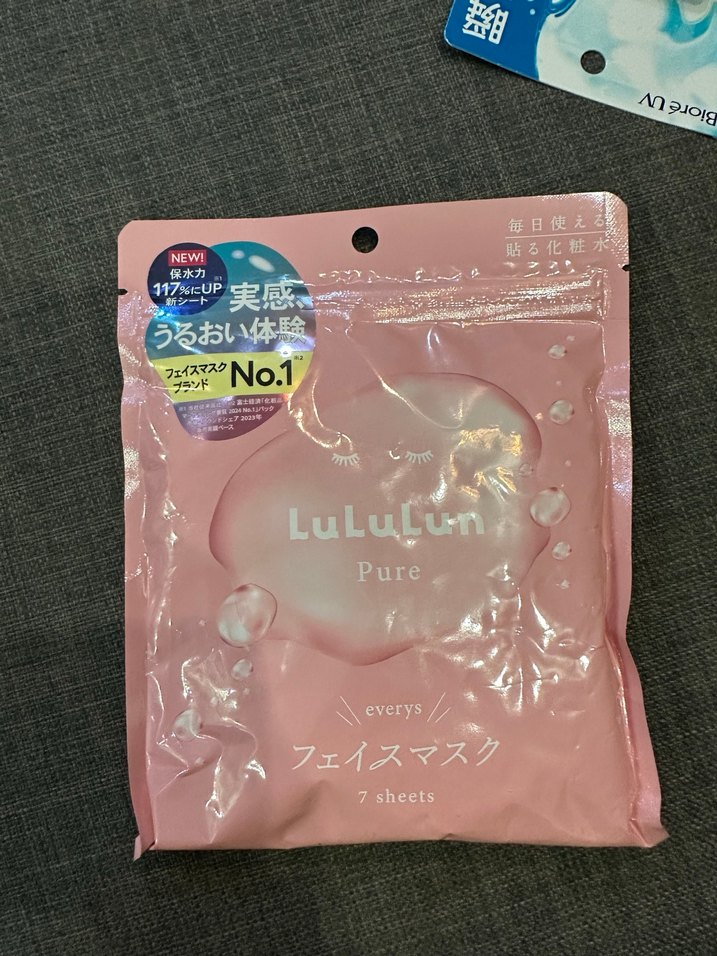 瞬
Bioré UV
毎日使える
貼る化粧水
NEW!
保水力
117%にUP ※1
新シート
実感、
うるおい体験
フェイスマスク
ブランド No.1 ※2
LuLuLun
Pure
everys
フェイスマスク
7 sheets